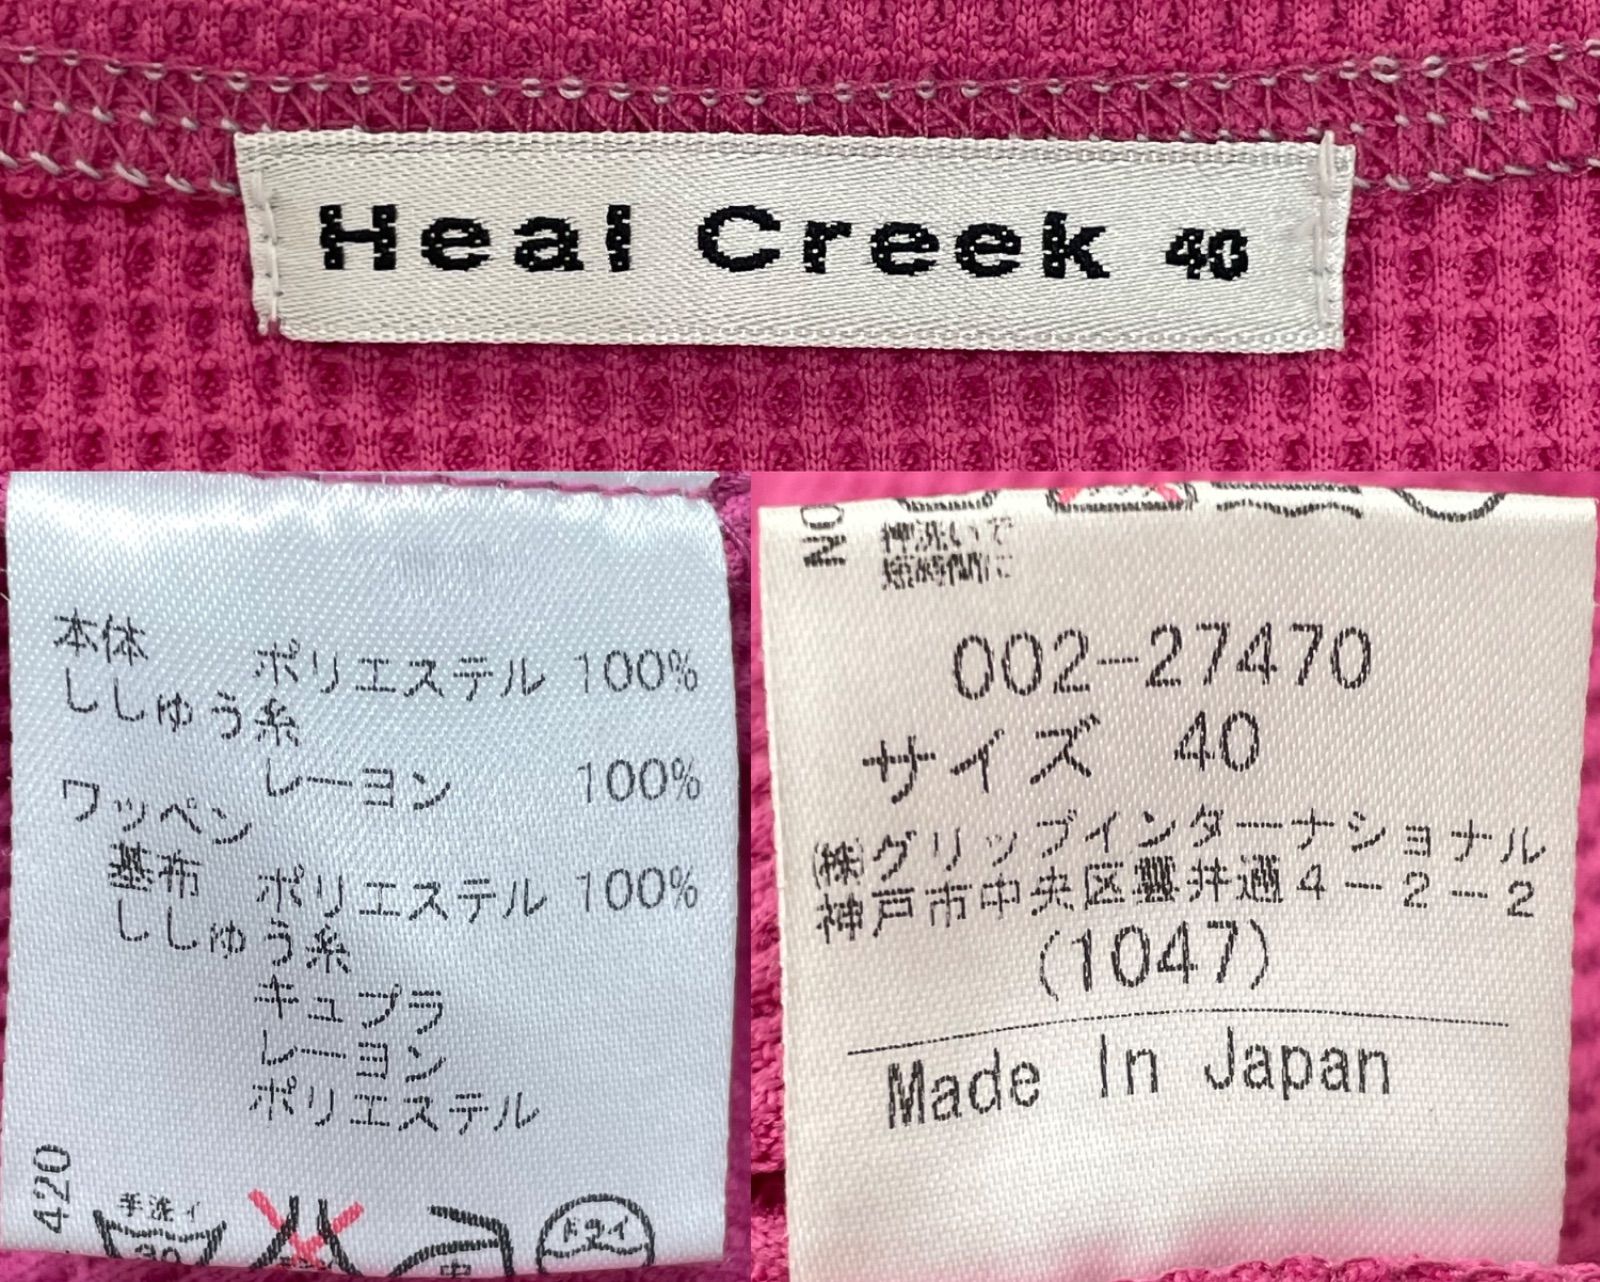 Heal Creek 40
本体
ポリエステル 100%
ししゅう糸
レーヨン 100%
ワッペン
基布 ポリエステル 100%
ししゅう糸
キュプラ
レーヨン
ポリエステル
420
手洗イ
30
中
ドライ
NO
押洗いで
短時間に
002-27470
サイズ 40
(株)グリップインターナショナル
神戸市中央区雲井通4-2-2
(1047)
Made In Japan